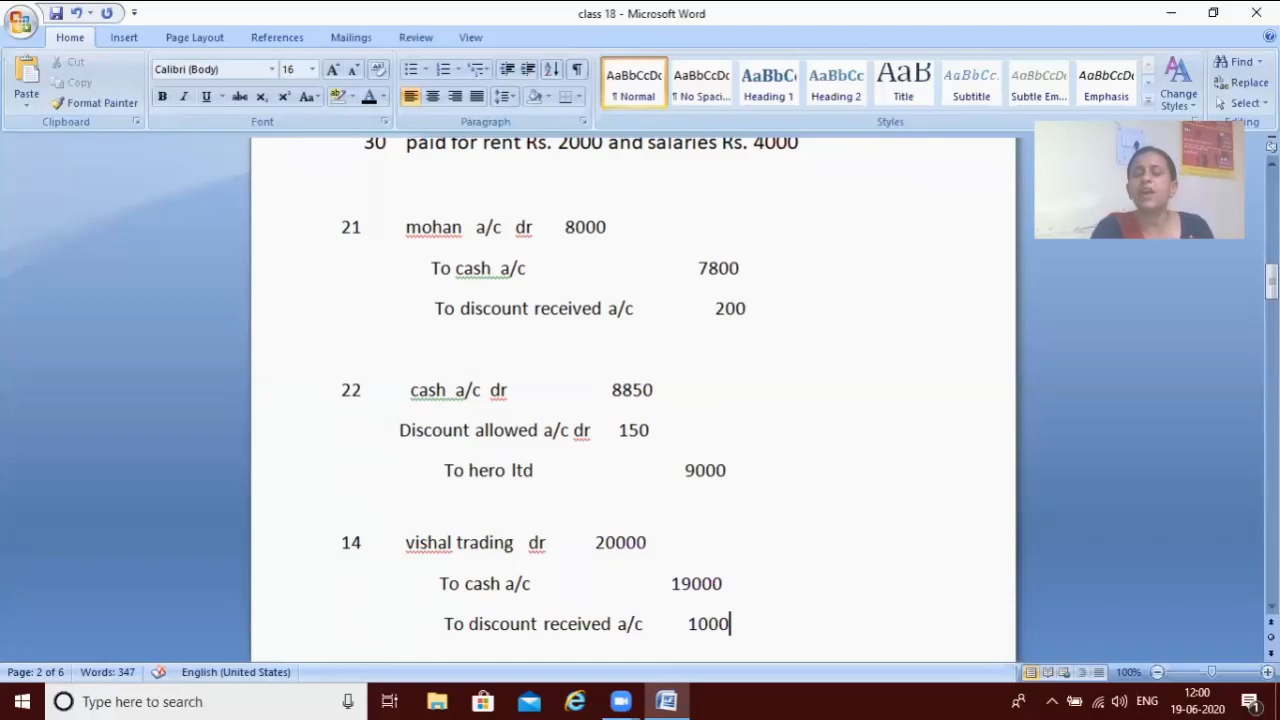 class 18 - Microsoft Word
Home Insert Page Layout References Mailings Review View
Paste
Cut
Copy
Format Painter
Clipboard
Calibri (Body) 16
B I U abc x₂ x² Aa
Font
Paragraph
AaBbCcDc AaBbCcDc AaBbC AaBbCc AaB AaBbCc. AaBbCcDc AaBbCcDc
¶ Normal ¶ No Spaci... Heading 1 Heading 2 Title Subtitle Subtle Em... Emphasis
Change Styles
Styles
Find
Replace
Select
Editing
30 paid for rent Rs. 2000 and salaries Rs. 4000
21 mohan a/c dr 8000
To cash a/c 7800
To discount received a/c 200
22 cash a/c dr 8850
Discount allowed a/c dr 150
To hero ltd 9000
14 vishal trading dr 20000
To cash a/c 19000
To discount received a/c 1000
Page: 2 of 6 Words: 347 English (United States) 100%
Type here to search
ENG
12:00
19-06-2020
1